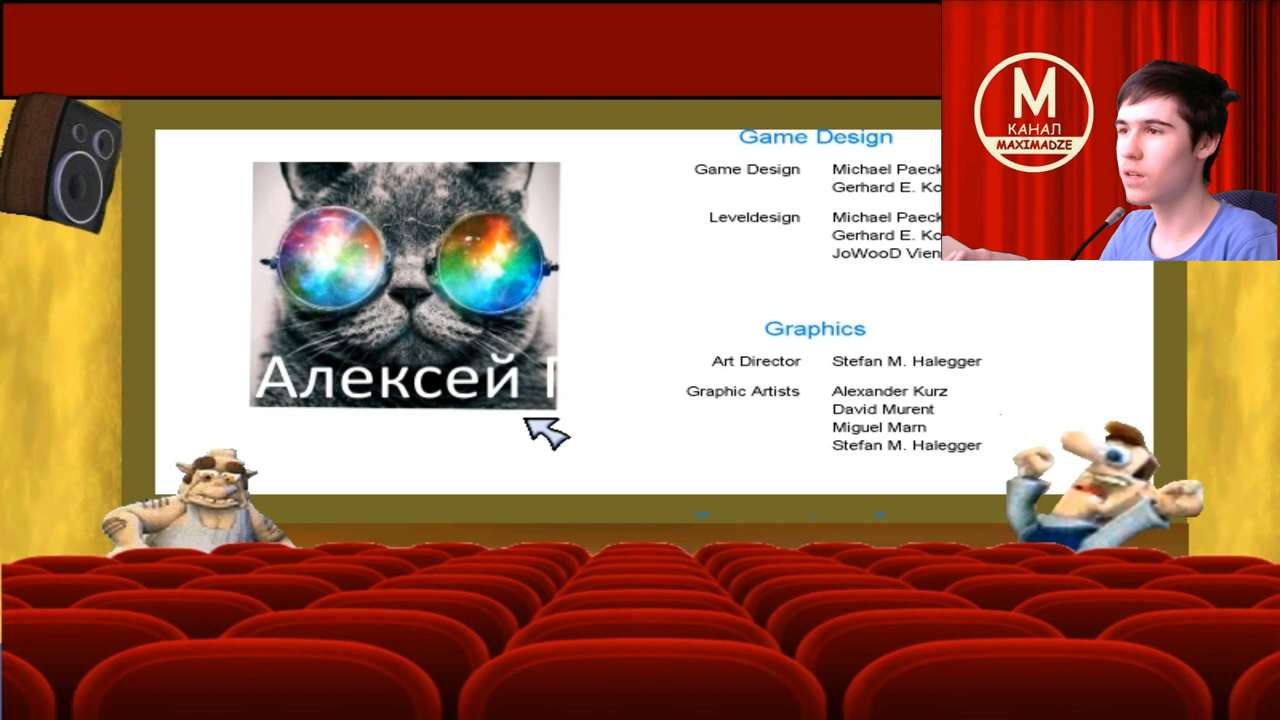 Game Design
Game Design Michael Paeck
Gerhard E. Ko
Leveldesign Michael Paeck
Gerhard E. Ko
JoWooD Vien
Graphics
Art Director Stefan M. Halegger
Graphic Artists Alexander Kurz
David Murent
Miguel Marn
Stefan M. Halegger
Алексей
M
КАНАЛ
MAXIMADZE